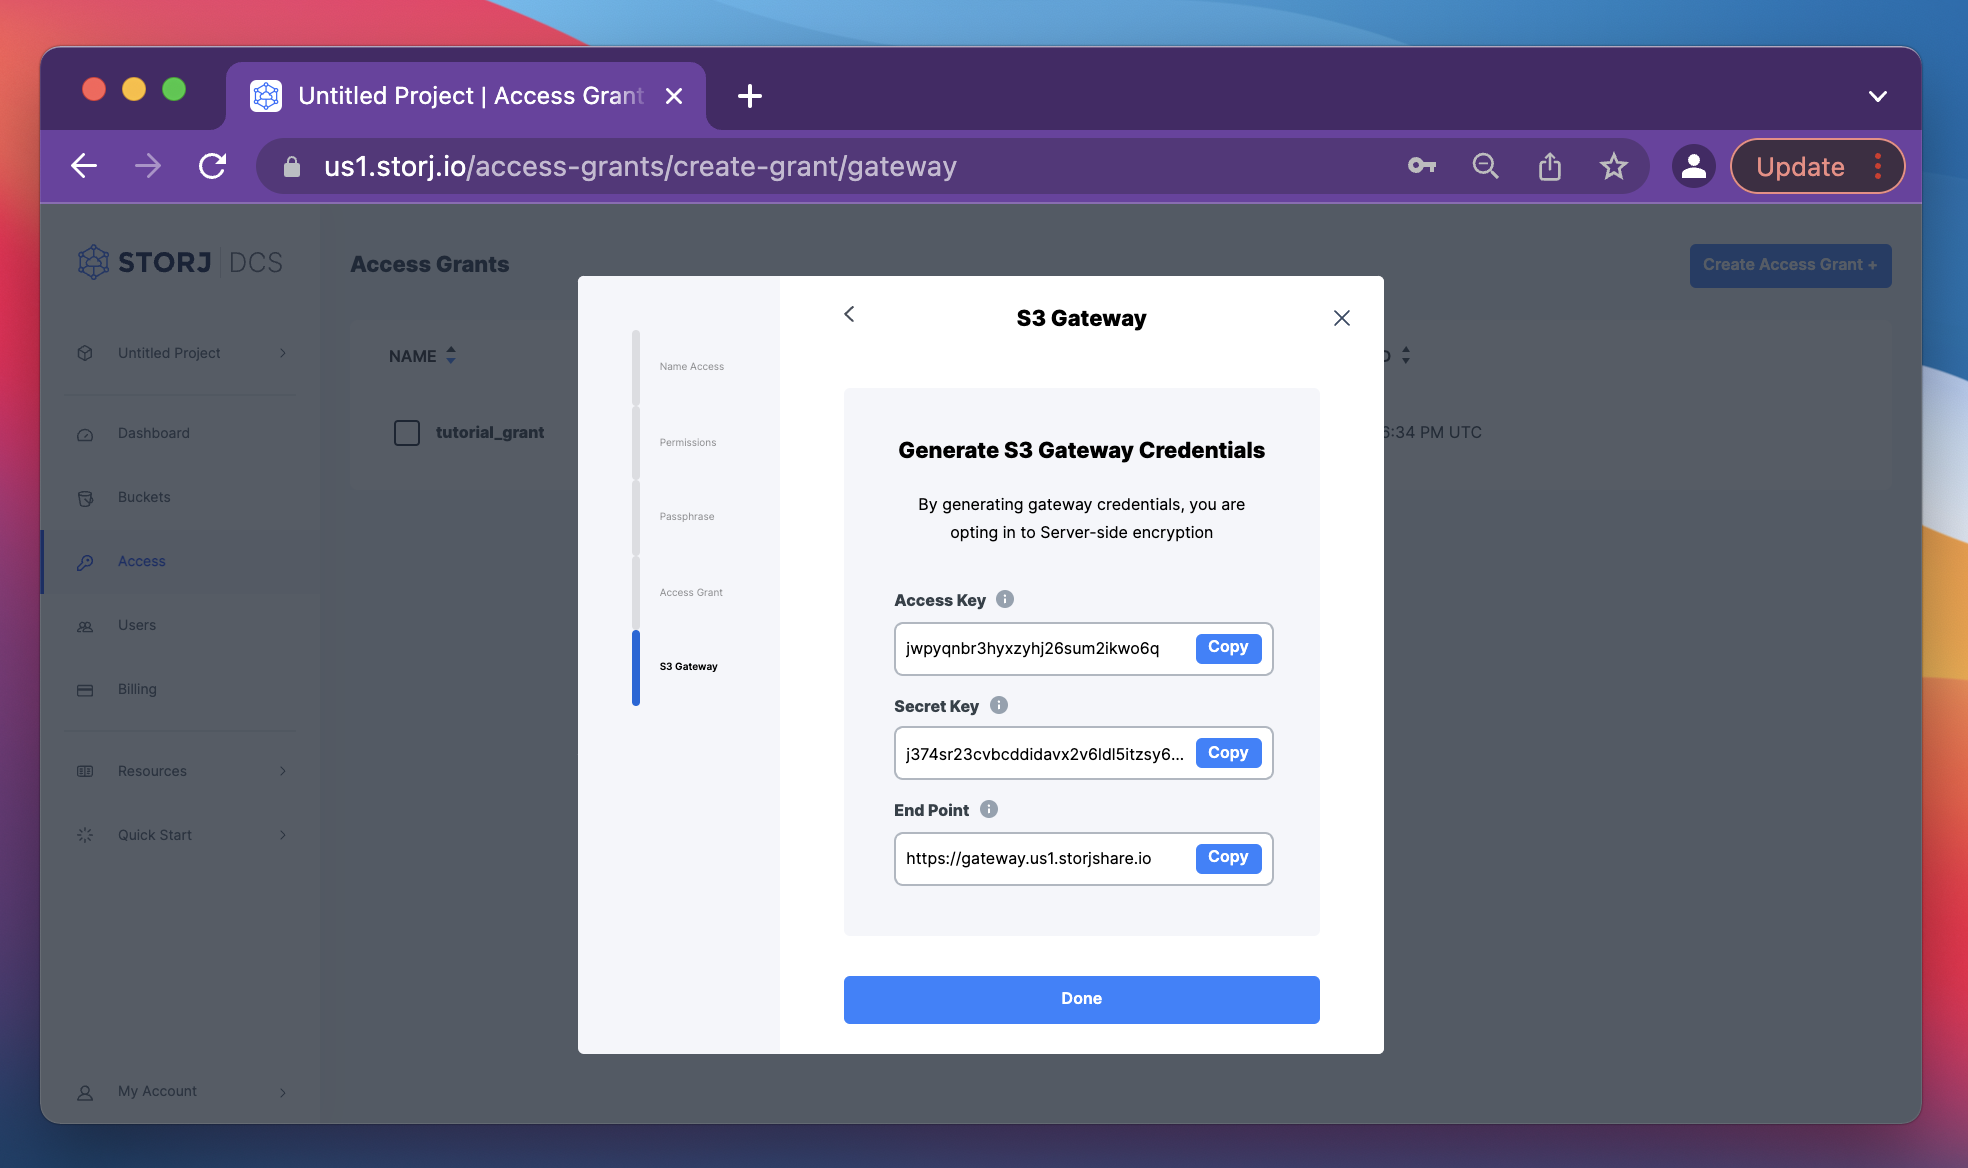 Untitled Project | Access Grant
us1.storj.io/access-grants/create-grant/gateway
Update
STORJ DCS
Access Grants
Create Access Grant +
Untitled Project
Dashboard
Buckets
Access
Users
Billing
Resources
Quick Start
My Account
NAME
tutorial_grant
D
6:34 PM UTC
Name Access
Permissions
Passphrase
Access Grant
S3 Gateway
S3 Gateway
Generate S3 Gateway Credentials
By generating gateway credentials, you are
opting in to Server-side encryption
Access Key
jwpyqnbr3hyxzyhj26sum2ikwo6q
Copy
Secret Key
j374sr23cvbcddidavx2v6ldl5itzsy6...
Copy
End Point
https://gateway.us1.storjshare.io
Copy
Done